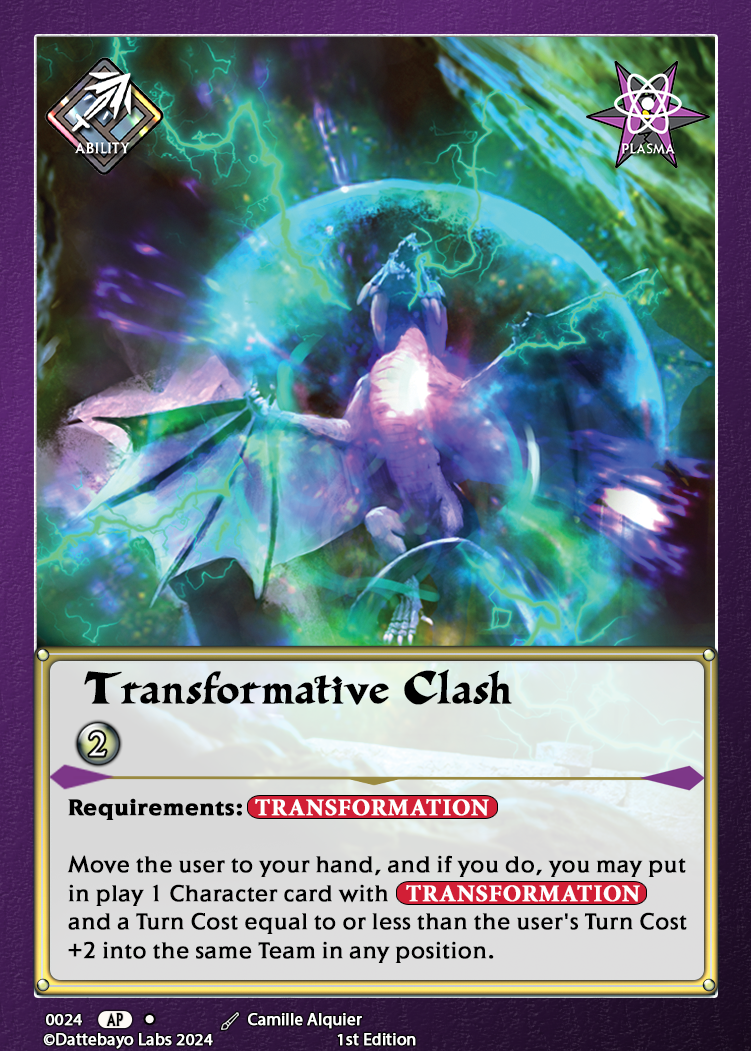 ABILITY
PLASMA
Transformative Clash
2
Requirements: TRANSFORMATION
Move the user to your hand, and if you do, you may put
in play 1 Character card with TRANSFORMATION
and a Turn Cost equal to or less than the user's Turn Cost
+2 into the same Team in any position.
0024 AP • Camille Alquier
©Dattebayo Labs 2024 1st Edition